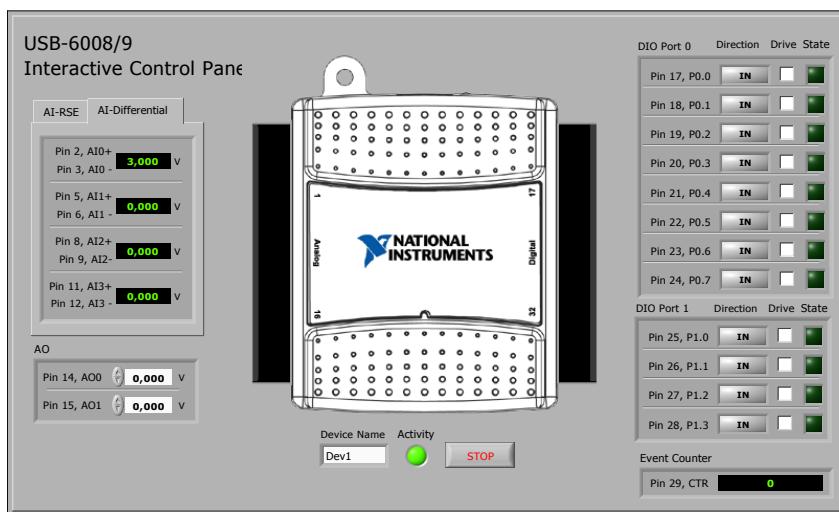 USB-6008/9
Interactive Control Pane
AI-RSE AI-Differential
Pin 2, AI0+
Pin 3, AI0 -
3,000 V
Pin 5, AI1+
Pin 6, AI1 -
0,000 V
Pin 8, AI2+
Pin 9, AI2-
0,000 V
Pin 11, AI3+
Pin 12, AI3 -
0,000 V
AO
Pin 14, AO0 0,000 V
Pin 15, AO1 0,000 V
1
17
Analog
NATIONAL
INSTRUMENTS
Digital
16
32
Device Name Activity
Dev1 STOP
DIO Port 0 Direction Drive State
Pin 17, P0.0 IN
Pin 18, P0.1 IN
Pin 19, P0.2 IN
Pin 20, P0.3 IN
Pin 21, P0.4 IN
Pin 22, P0.5 IN
Pin 23, P0.6 IN
Pin 24, P0.7 IN
DIO Port 1 Direction Drive State
Pin 25, P1.0 IN
Pin 26, P1.1 IN
Pin 27, P1.2 IN
Pin 28, P1.3 IN
Event Counter
Pin 29, CTR 0